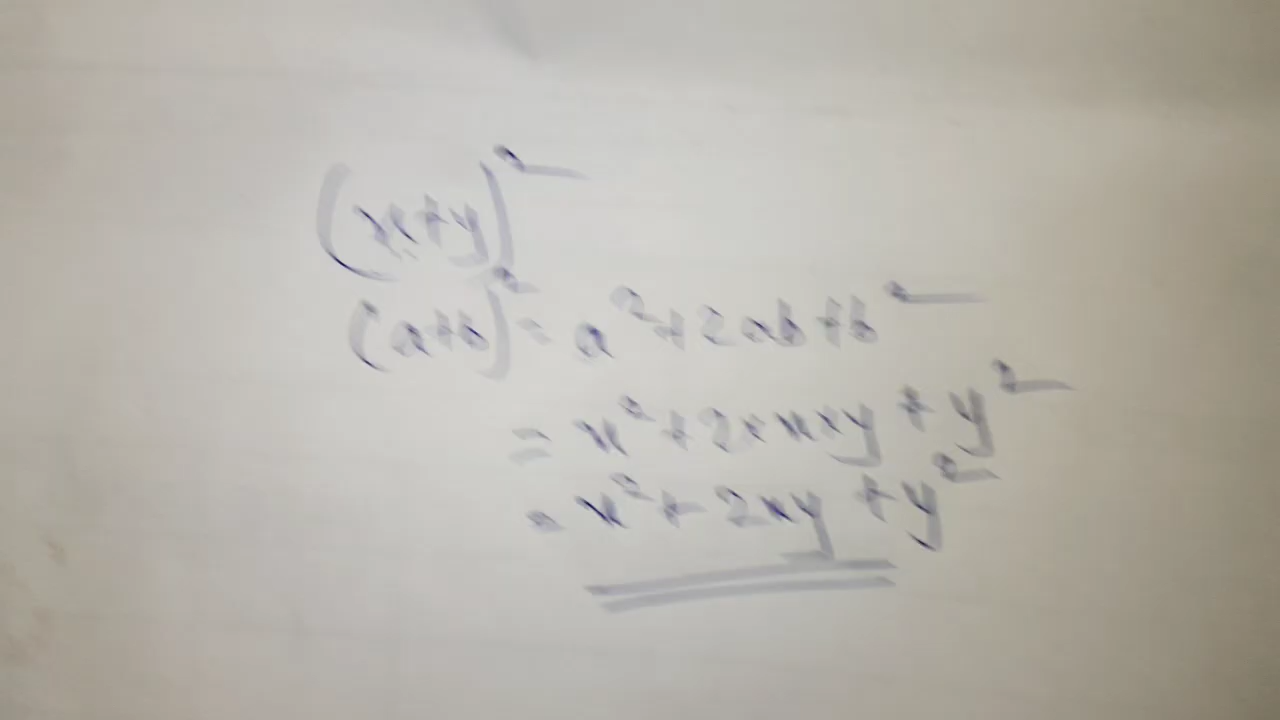 (x+y)²
(a+b)² = a²+2ab+b²
= x²+2×x×y+y²
= x²+2xy+y²